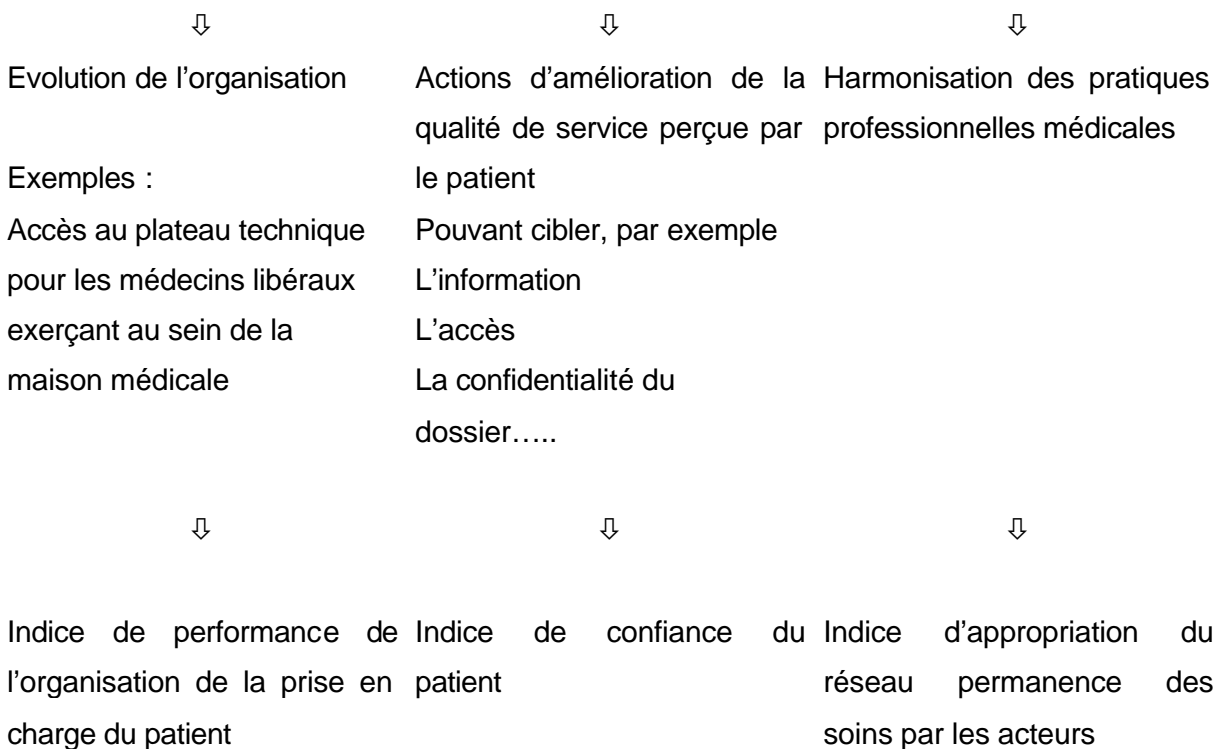 ⇩ ⇩ ⇩
Evolution de l’organisation
Exemples :
Accès au plateau technique
pour les médecins libéraux
exerçant au sein de la
maison médicale
Actions d’amélioration de la
qualité de service perçue par
le patient
Pouvant cibler, par exemple
L’information
L’accès
La confidentialité du
dossier…..
Harmonisation des pratiques
professionnelles médicales
⇩ ⇩ ⇩
Indice de performance de
l’organisation de la prise en
charge du patient
Indice de confiance du
patient
Indice d’appropriation du
réseau permanence des
soins par les acteurs